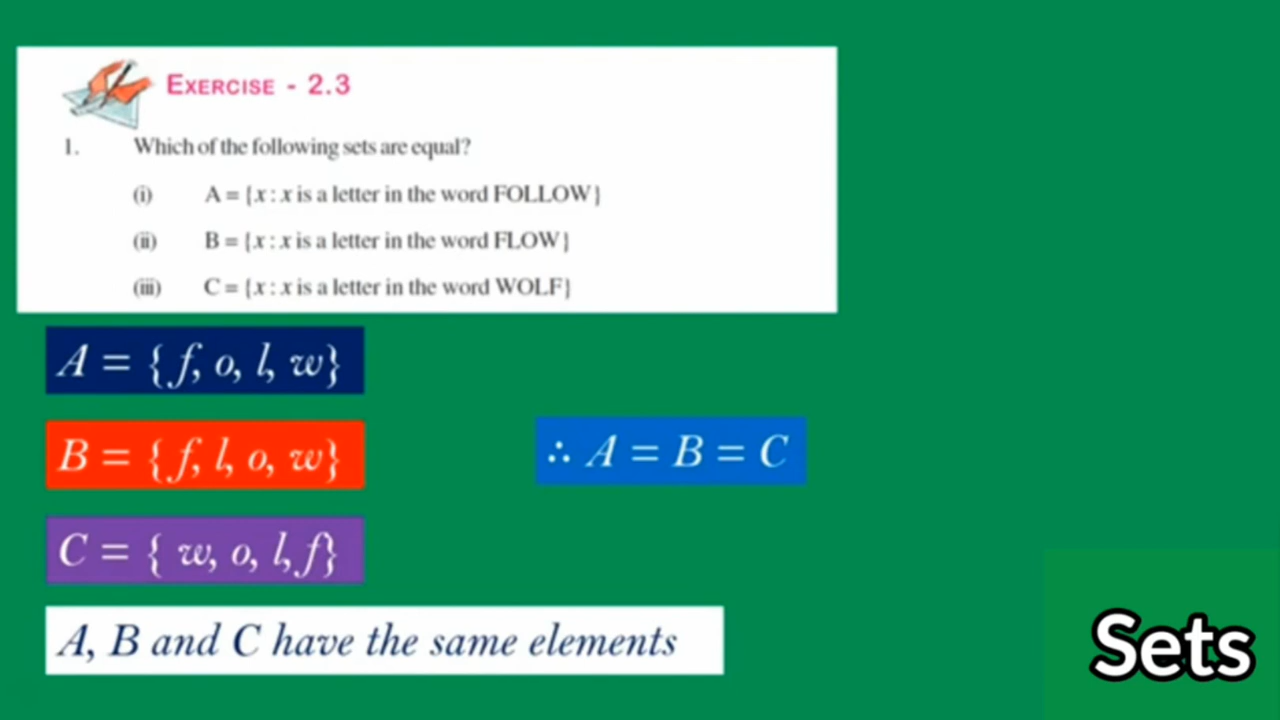 EXERCISE - 2.3
1. Which of the following sets are equal?
(i) A = {x : x is a letter in the word FOLLOW}
(ii) B = {x : x is a letter in the word FLOW}
(iii) C = {x : x is a letter in the word WOLF}
A = { f, o, l, w}
B = { f, l, o, w}
∴ A = B = C
C = { w, o, l, f}
A, B and C have the same elements
Sets